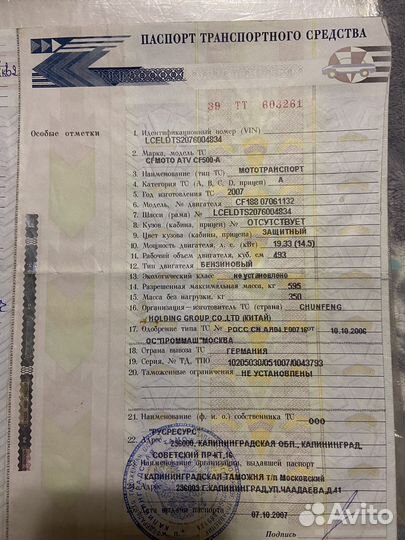 ПАСПОРТ ТРАНСПОРТНОГО СРЕДСТВА
39 ТТ 603261
Особые отметки
1. Идентификационный номер (VIN)
LCELDTS2076004834
2. Марка, модель ТС
CFMOTO ATV CF500-A
3. Наименование (тип ТС) МОТОТРАНСПОРТ
4. Категория ТС (A, B, C, D, прицеп) A
5. Год изготовления ТС 2007
6. Модель, № двигателя CF188 07061132
7. Шасси (рама) № LCELDTS2076004834
8. Кузов (кабина, прицеп) № ОТСУТСТВУЕТ
9. Цвет кузова (кабины, прицепа) ЗАЩИТНЫЙ
10. Мощность двигателя, л. с. (кВт) 19.33 (14.5)
11. Рабочий объем двигателя, куб. см 493
12. Тип двигателя БЕНЗИНОВЫЙ
13. Экологический класс не установлено
14. Разрешенная максимальная масса, кг 595
15. Масса без нагрузки, кг 350
16. Организация-изготовитель ТС (страна) CHUNFENG
HOLDING GROUP CO.,LTD (КИТАЙ)
17. Одобрение типа ТС № РОСС CN.АЯ04.Е00716 от 10.10.2006
ОС"ПРОММАШ"МОСКВА
18. Страна вывоза ТС ГЕРМАНИЯ
19. Серия, № ТД, ТПО 10205030/051007/0043793
20. Таможенные ограничения НЕ УСТАНОВЛЕНЫ
21. Наименование (ф. и. о.) собственника ТС ООО
РУСРЕСУРС
22. Адрес 236000, КАЛИНИНГРАДСКАЯ ОБЛ., КАЛИНИНГРАД,
СОВЕТСКИЙ ПР-КТ,16
23. Наименование организации, выдавшей паспорт
КАЛИНИНГРАДСКАЯ ТАМОЖНЯ Т/П Московский
24. Адрес 236003 Г.КАЛИНИНГРАД,УЛ.ЧААДАЕВА,Д.41
Дата выдачи паспорта 07.10.2007
Подпись
Avito